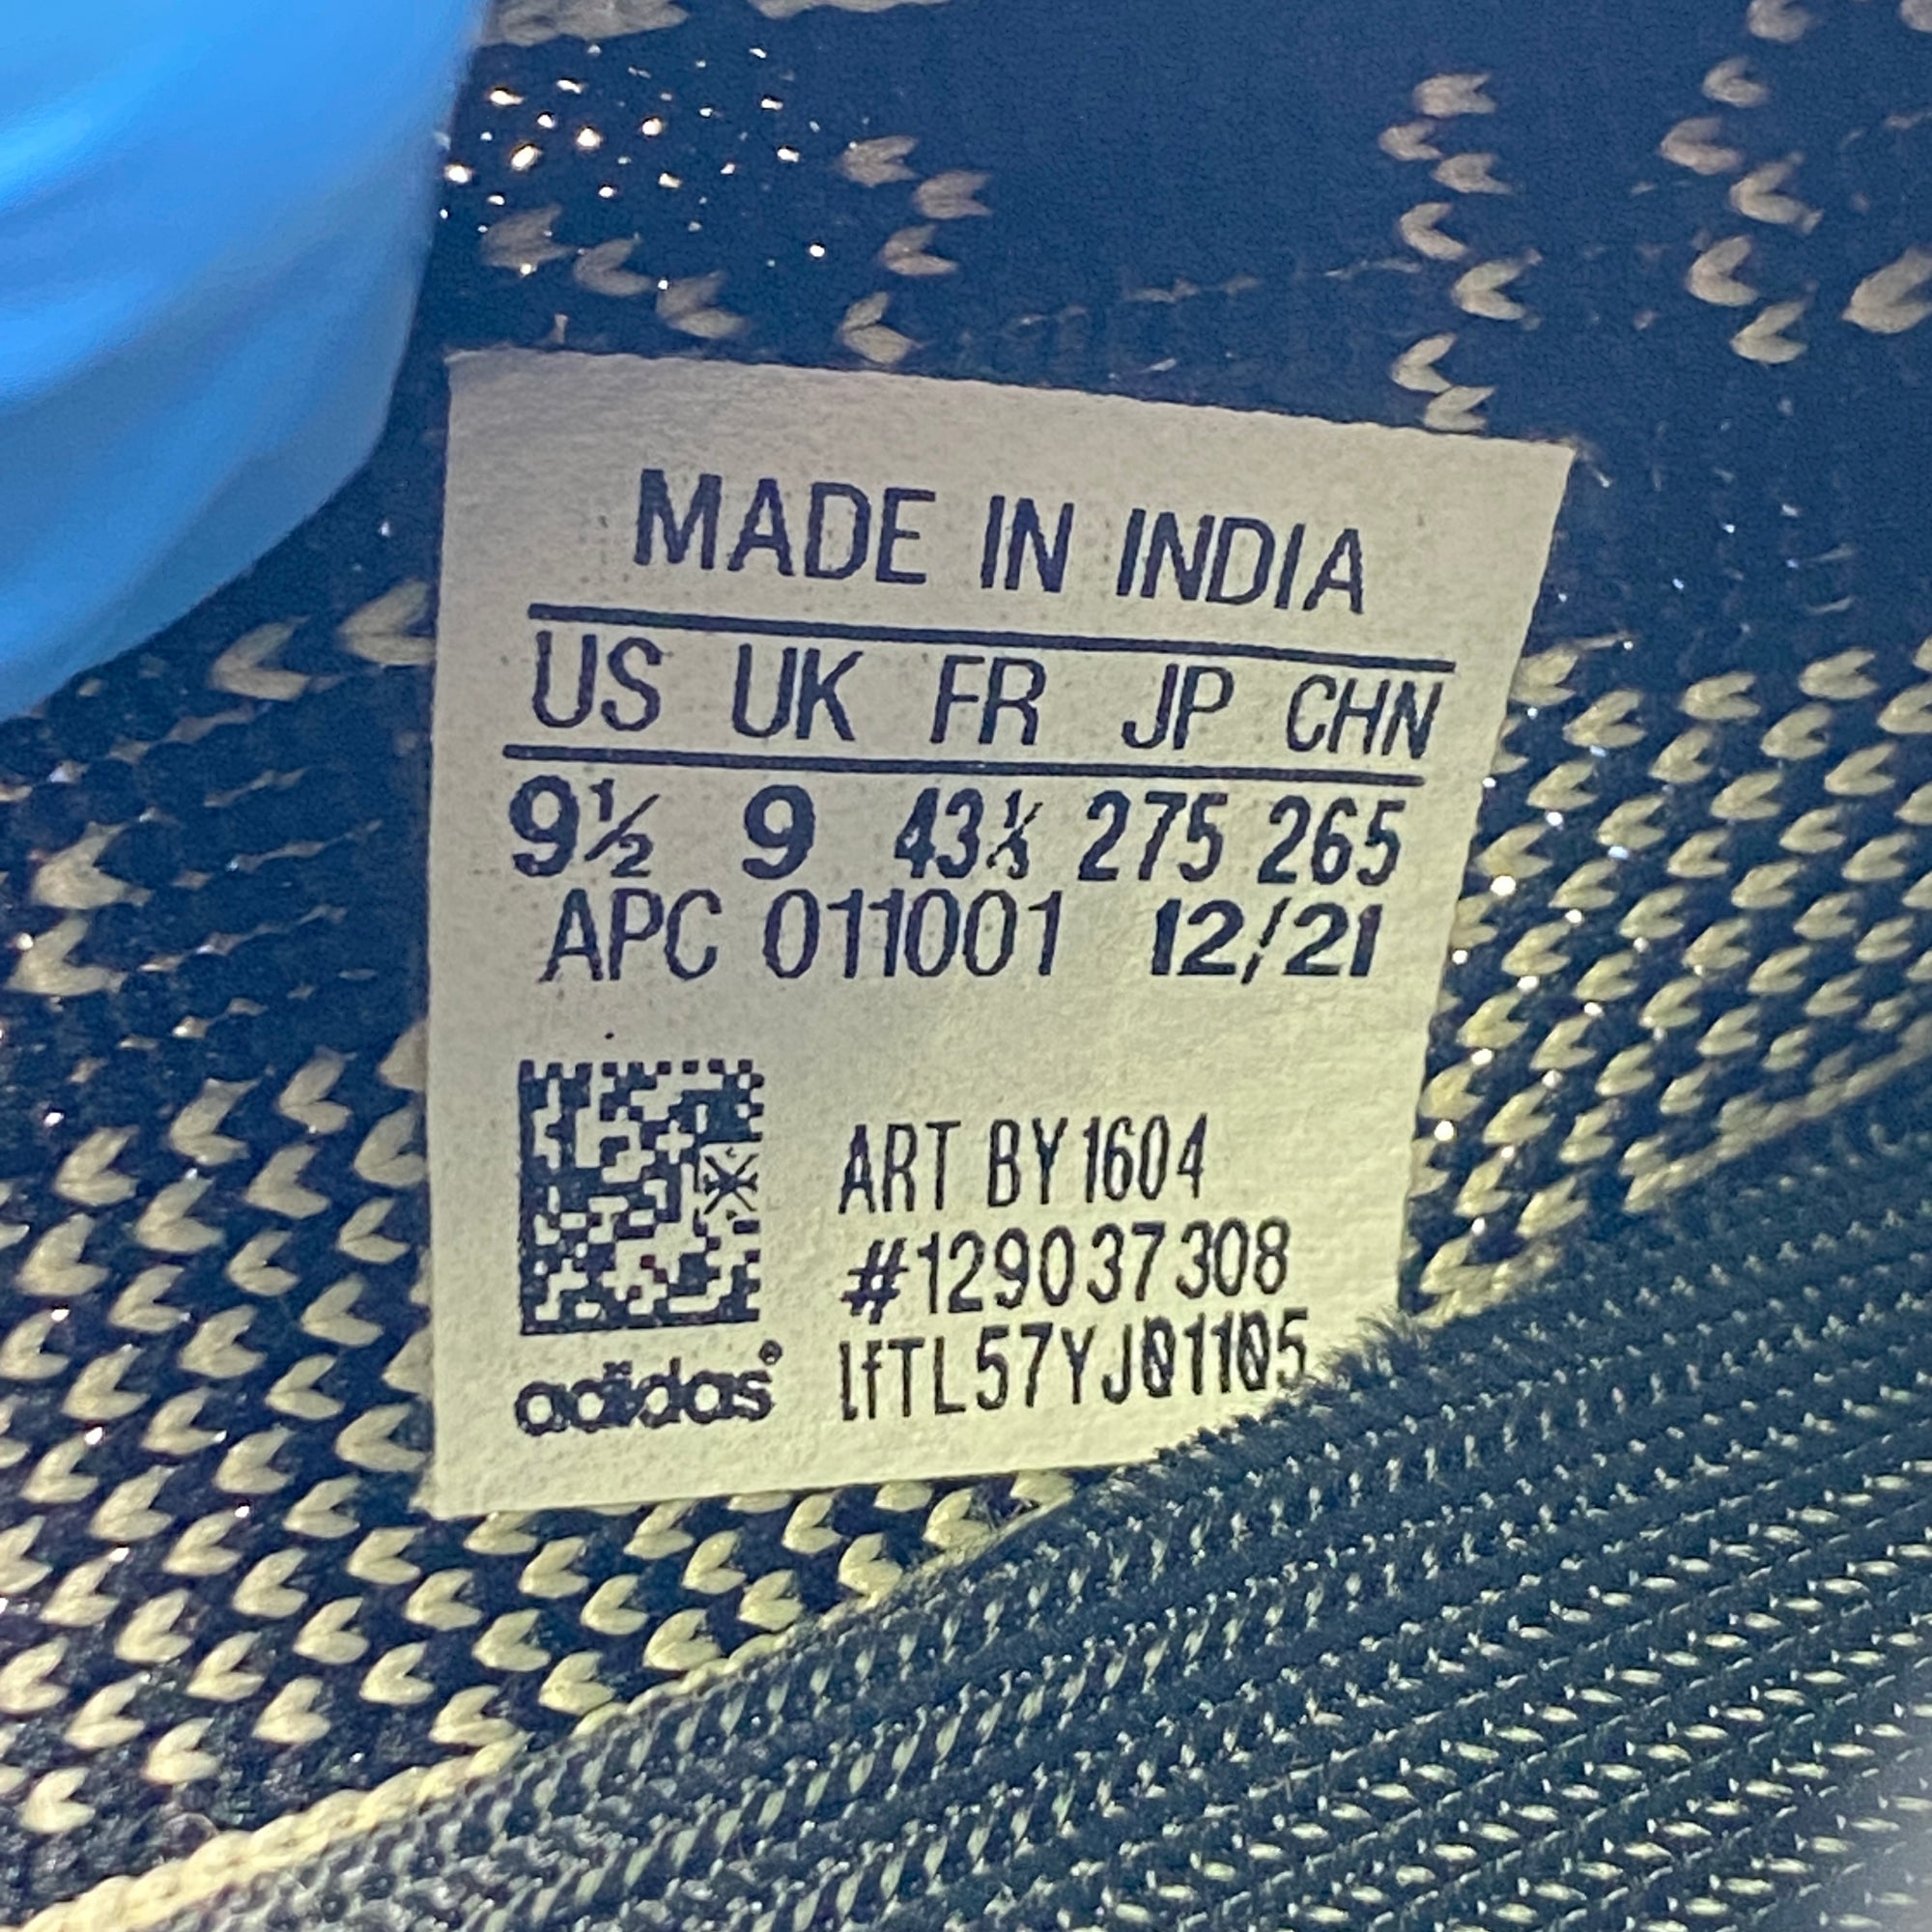 MADE IN INDIA
US UK FR JP CHN
9½ 9 43⅓ 275 265
APC 011001 12/21
ART BY1604
#129037308
lfTL57YJ01105
adidas®